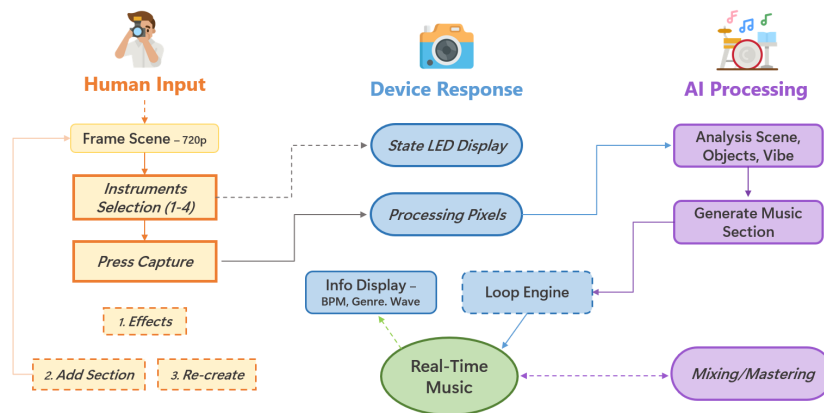 Human Input
Device Response
AI Processing
Frame Scene – 720p
State LED Display
Analysis Scene,
Objects, Vibe
Instruments
Selection (1-4)
Processing Pixels
Generate Music
Section
Press Capture
Info Display –
BPM, Genre. Wave
Loop Engine
1. Effects
Real-Time
Music
2. Add Section
3. Re-create
Mixing/Mastering